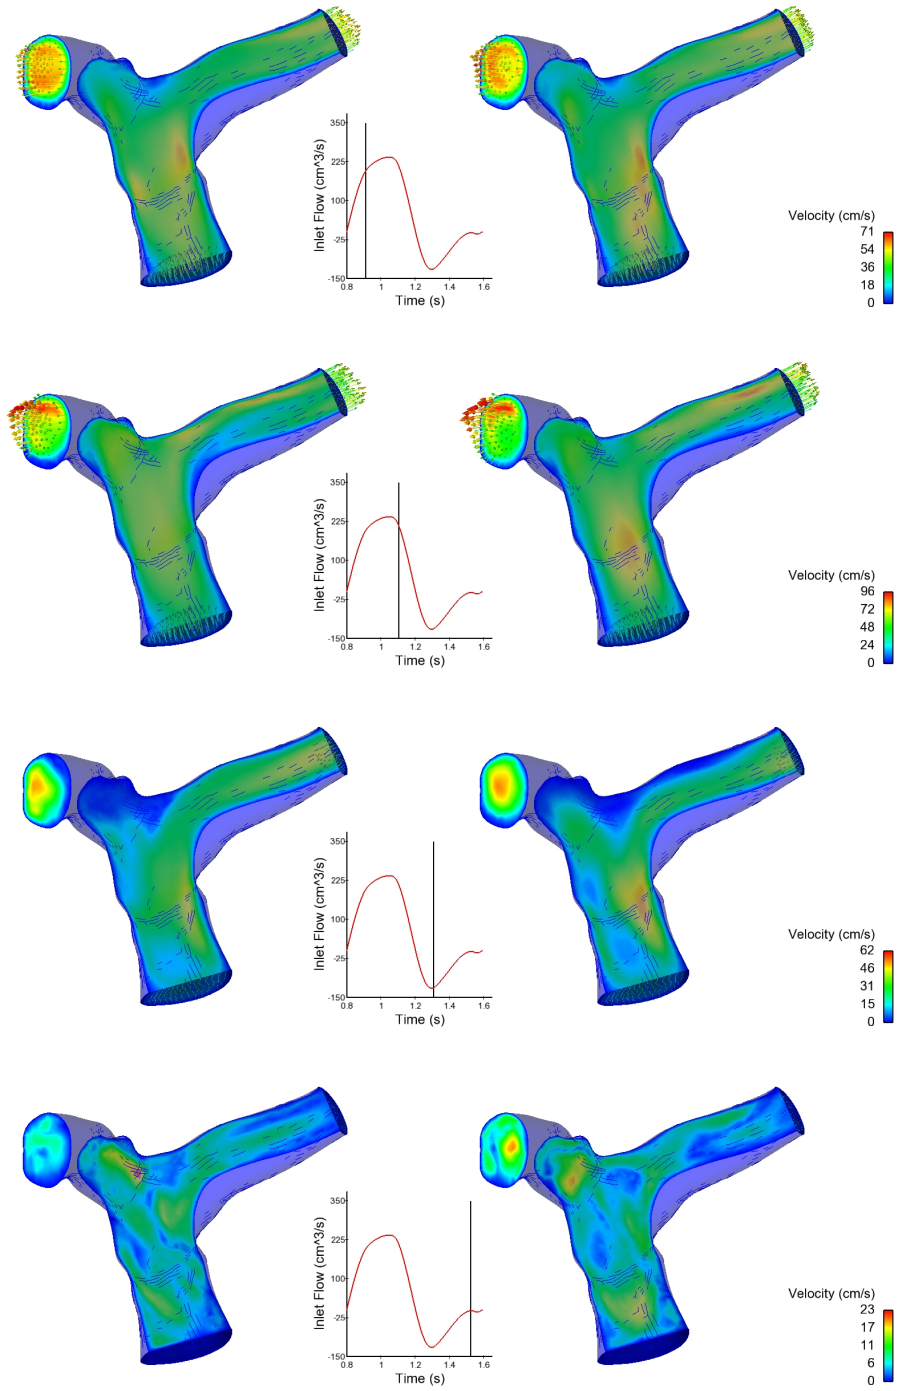 350
225
100
-25
-150
Inlet Flow (cm^3/s)
0.8 1 1.2 1.4 1.6
Time (s)
Velocity (cm/s)
71
54
36
18
0
350
225
100
-25
-150
Inlet Flow (cm^3/s)
0.8 1 1.2 1.4 1.6
Time (s)
Velocity (cm/s)
96
72
48
24
0
350
225
100
-25
-150
Inlet Flow (cm^3/s)
0.8 1 1.2 1.4 1.6
Time (s)
Velocity (cm/s)
62
46
31
15
0
350
225
100
-25
-150
Inlet Flow (cm^3/s)
0.8 1 1.2 1.4 1.6
Time (s)
Velocity (cm/s)
23
17
11
6
0